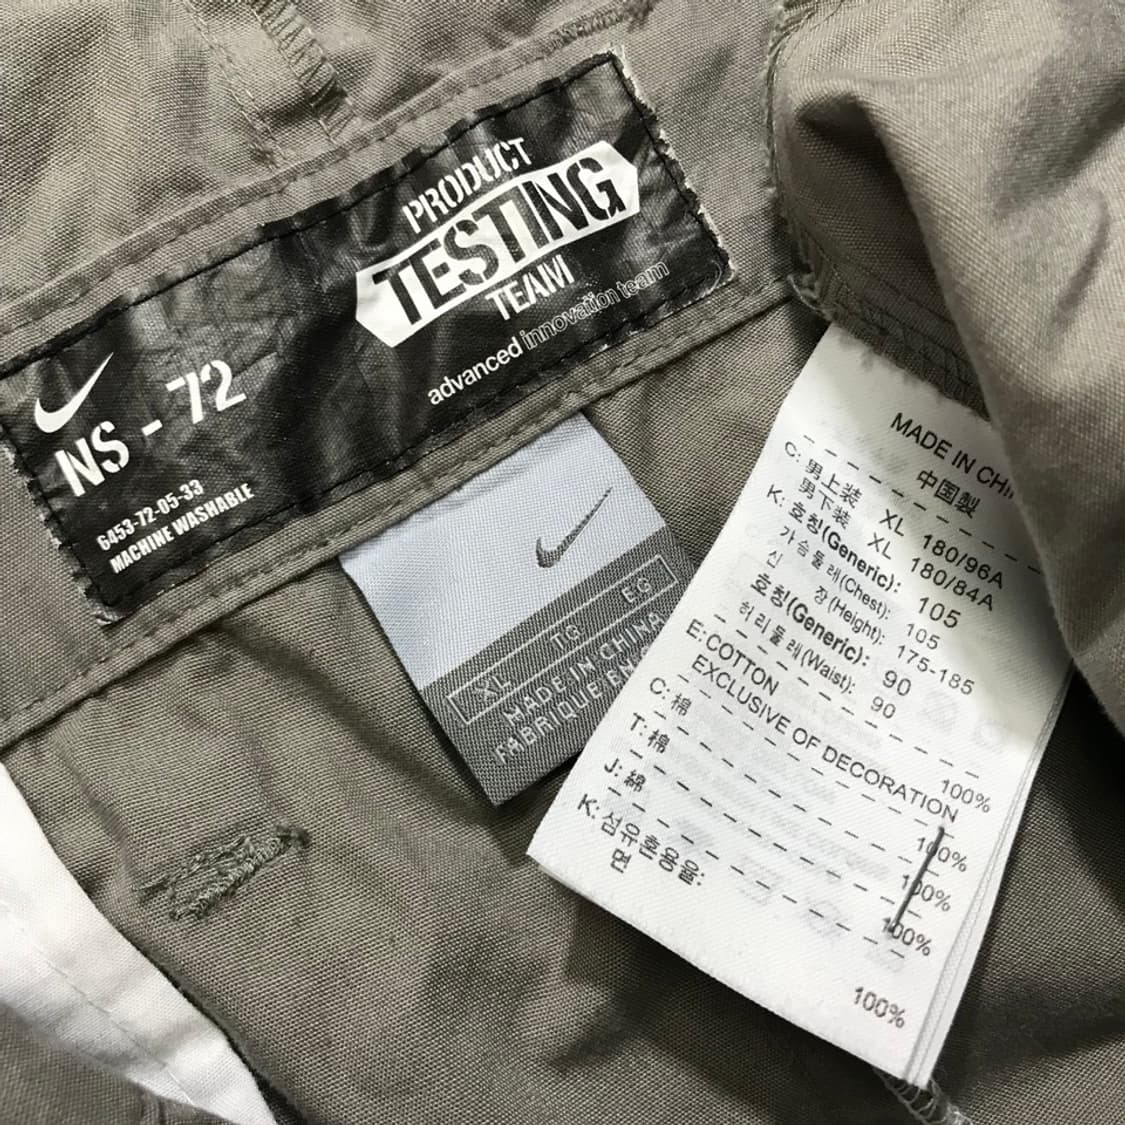 PRODUCT
TESTING
TEAM
advanced innovation team
NS - 72
6453-72-05-33
MACHINE WASHABLE
XL TG EG
MADE IN CHINA
FABRIQUE EN
MADE IN CHI
中国製
C: 男上装 XL 180/96A
男下装 XL 180/84A
K: 호칭(Generic): 105
가슴둘레(Chest): 105
신 장(Height): 175-185
호칭(Generic): 90
허리둘레(Waist): 90
E: COTTON 100%
EXCLUSIVE OF DECORATION
C: 棉 100%
T: 棉 100%
J: 綿 100%
K: 섬유혼용율:
면 100%